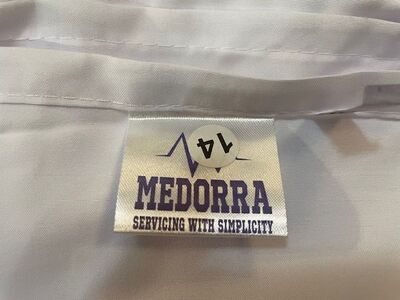 14
MEDORRA
SERVICING WITH SIMPLICITY